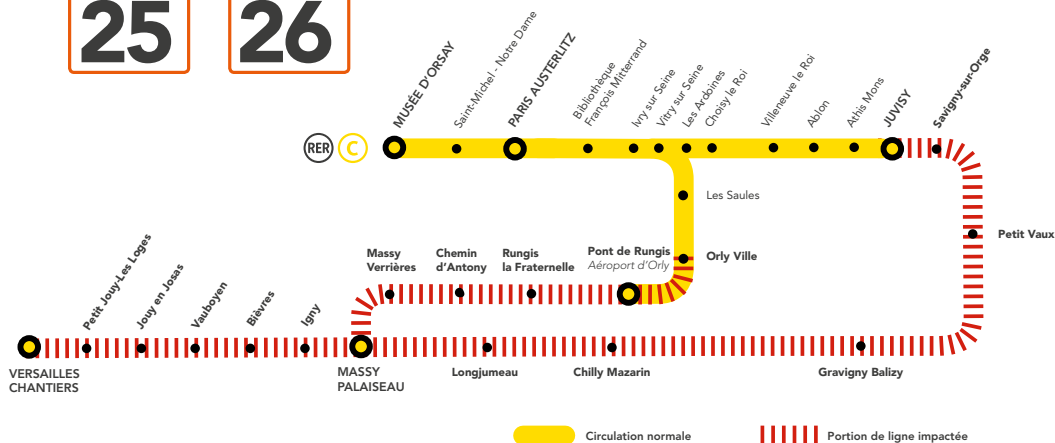 25 26
MUSÉE D'ORSAY
Saint-Michel - Notre Dame
PARIS AUSTERLITZ
Bibliothèque
François Mitterrand
Ivry sur Seine
Vitry sur Seine
Les Ardoines
Choisy le Roi
Villeneuve le Roi
Ablon
Athis Mons
JUVISY
Savigny-sur-Orge
RER C
Les Saules
Petit Vaux
Orly Ville
Pont de Rungis
Aéroport d'Orly
Rungis
la Fraternelle
Chemin
d'Antony
Massy
Verrières
Petit Jouy-Les Loges
Jouy en Josas
Vauboyen
Bièvres
Igny
VERSAILLES
CHANTIERS
MASSY
PALAISEAU
Longjumeau
Chilly Mazarin
Gravigny Balizy
Circulation normale
Portion de ligne impactée